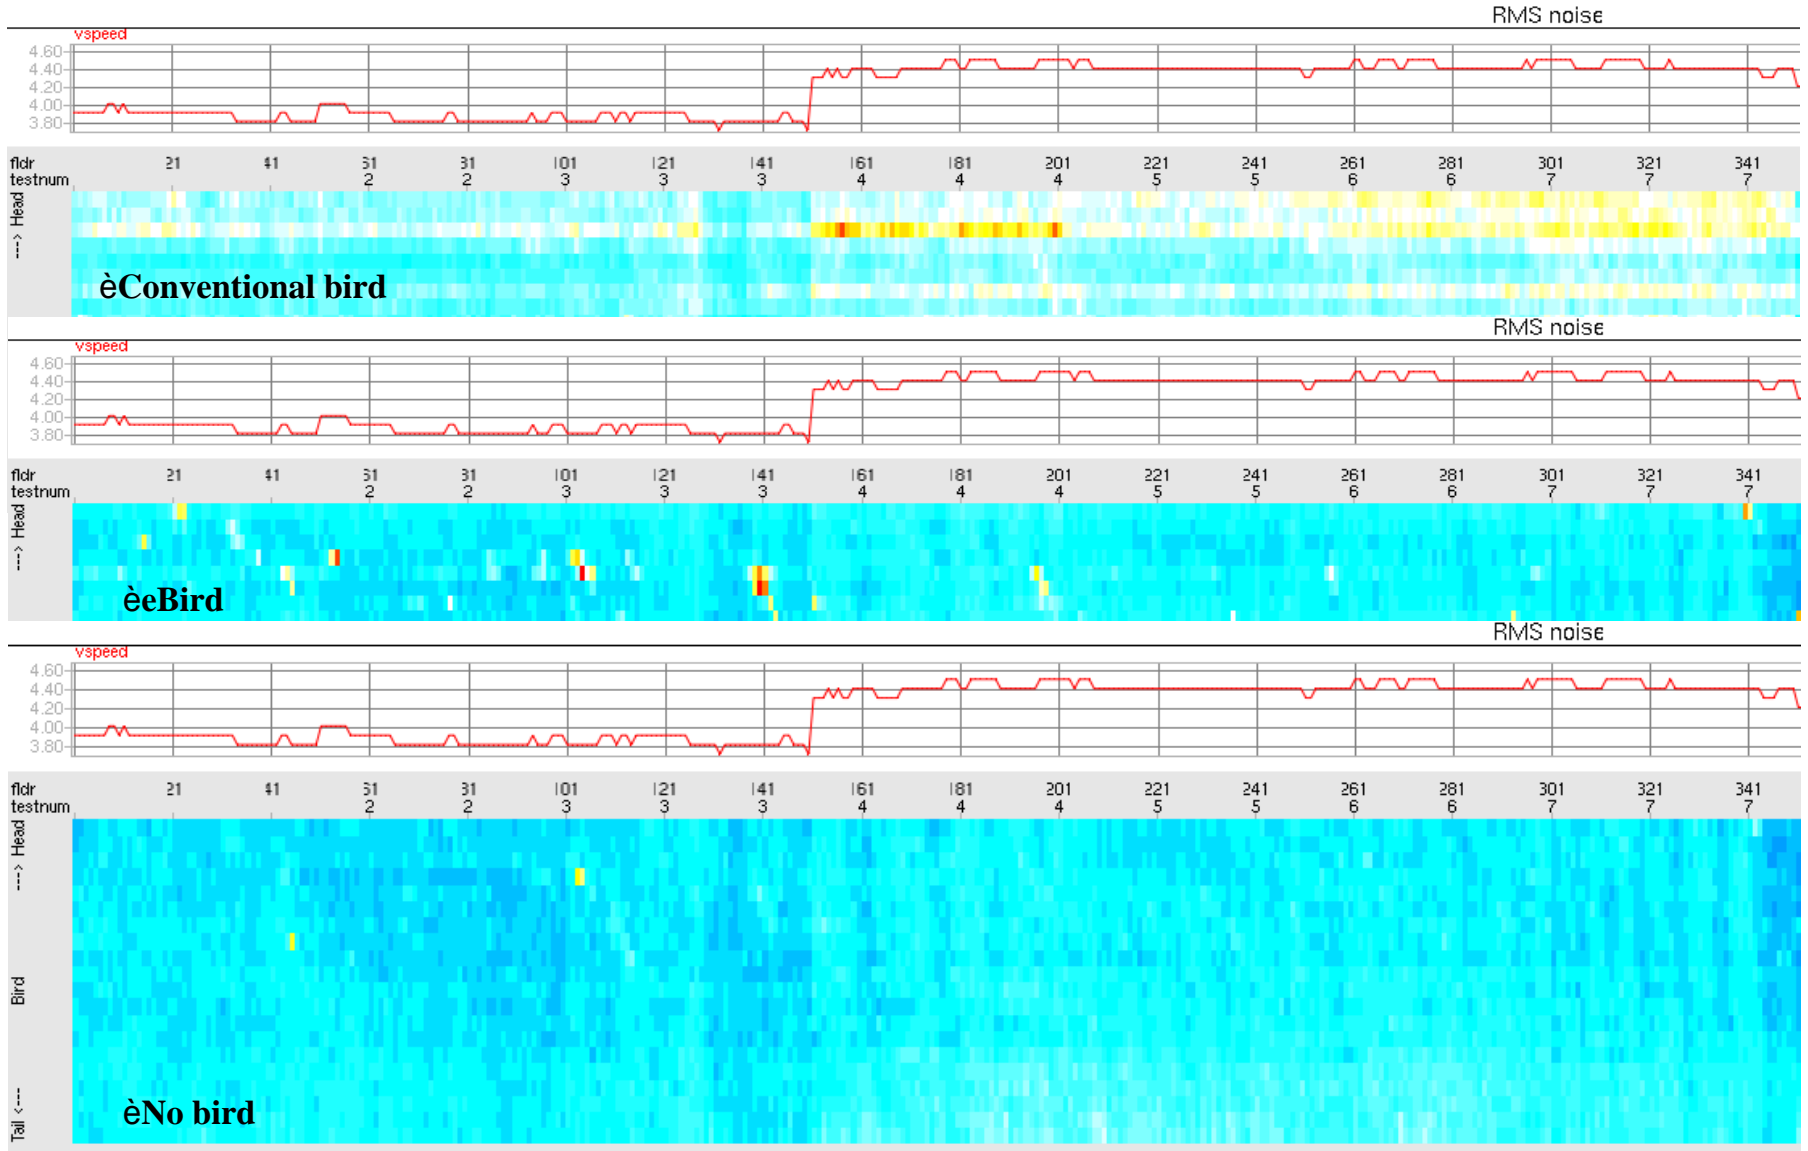 RMS noise
vspeed
4.60
4.40
4.20
4.00
3.80
fldr 21 41 61 81 101 121 141 161 181 201 221 241 261 281 301 321 341
testnum 2 2 3 3 3 4 4 4 5 5 6 6 7 7 7
---> Head
èConventional bird
RMS noise
vspeed
4.60
4.40
4.20
4.00
3.80
fldr 21 41 61 81 101 121 141 161 181 201 221 241 261 281 301 321 341
testnum 2 2 3 3 3 4 4 4 5 5 6 6 7 7 7
---> Head
èeBird
RMS noise
vspeed
4.60
4.40
4.20
4.00
3.80
fldr 21 41 61 81 101 121 141 161 181 201 221 241 261 281 301 321 341
testnum 2 2 3 3 3 4 4 4 5 5 6 6 7 7 7
---> Head
Bird
Tail <---
èNo bird